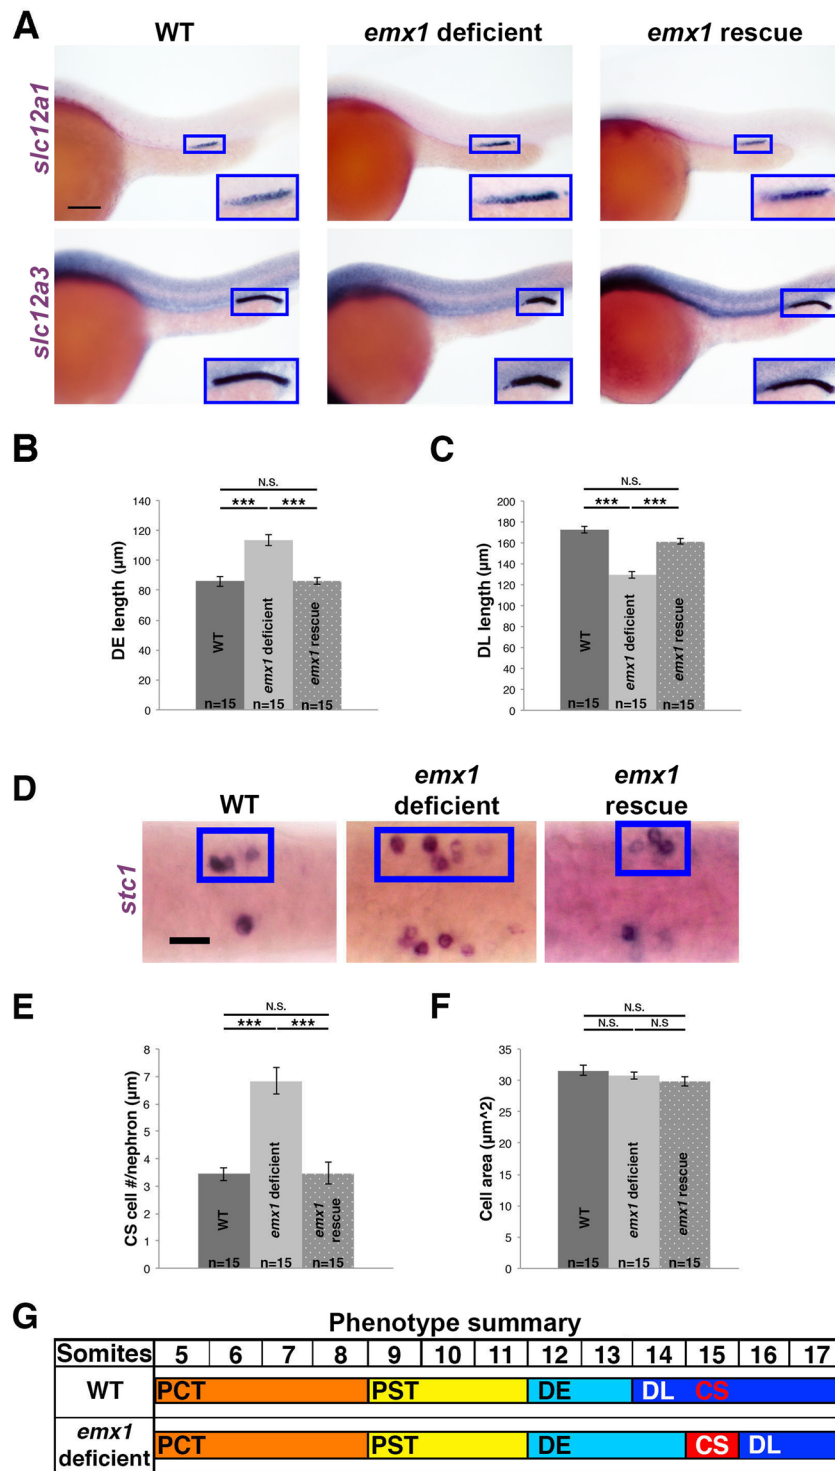 A
WT
emx1 deficient
emx1 rescue
slc12a1
slc12a3
B
N.S.
*** ***
140
120
100
80
60
40
20
0
DE length (µm)
WT
emx1 deficient
emx1 rescue
n=15 n=15 n=15
C
N.S.
*** ***
200
180
160
140
120
100
80
60
40
20
0
DL length (µm)
WT
emx1 deficient
emx1 rescue
n=15 n=15 n=15
D
WT
emx1
deficient
emx1
rescue
stc1
E
N.S.
*** ***
8
7
6
5
4
3
2
1
0
CS cell #/nephron (µm)
WT
emx1 deficient
emx1
rescue
n=15 n=15 n=15
F
N.S.
N.S. N.S
35
30
25
20
15
10
5
0
Cell area (µm^2)
WT
emx1 deficient
emx1 rescue
n=15 n=15 n=15
G
Phenotype summary
Somites 5 6 7 8 9 10 11 12 13 14 15 16 17
WT PCT PST DE DL CS
emx1
deficient PCT PST DE CS DL